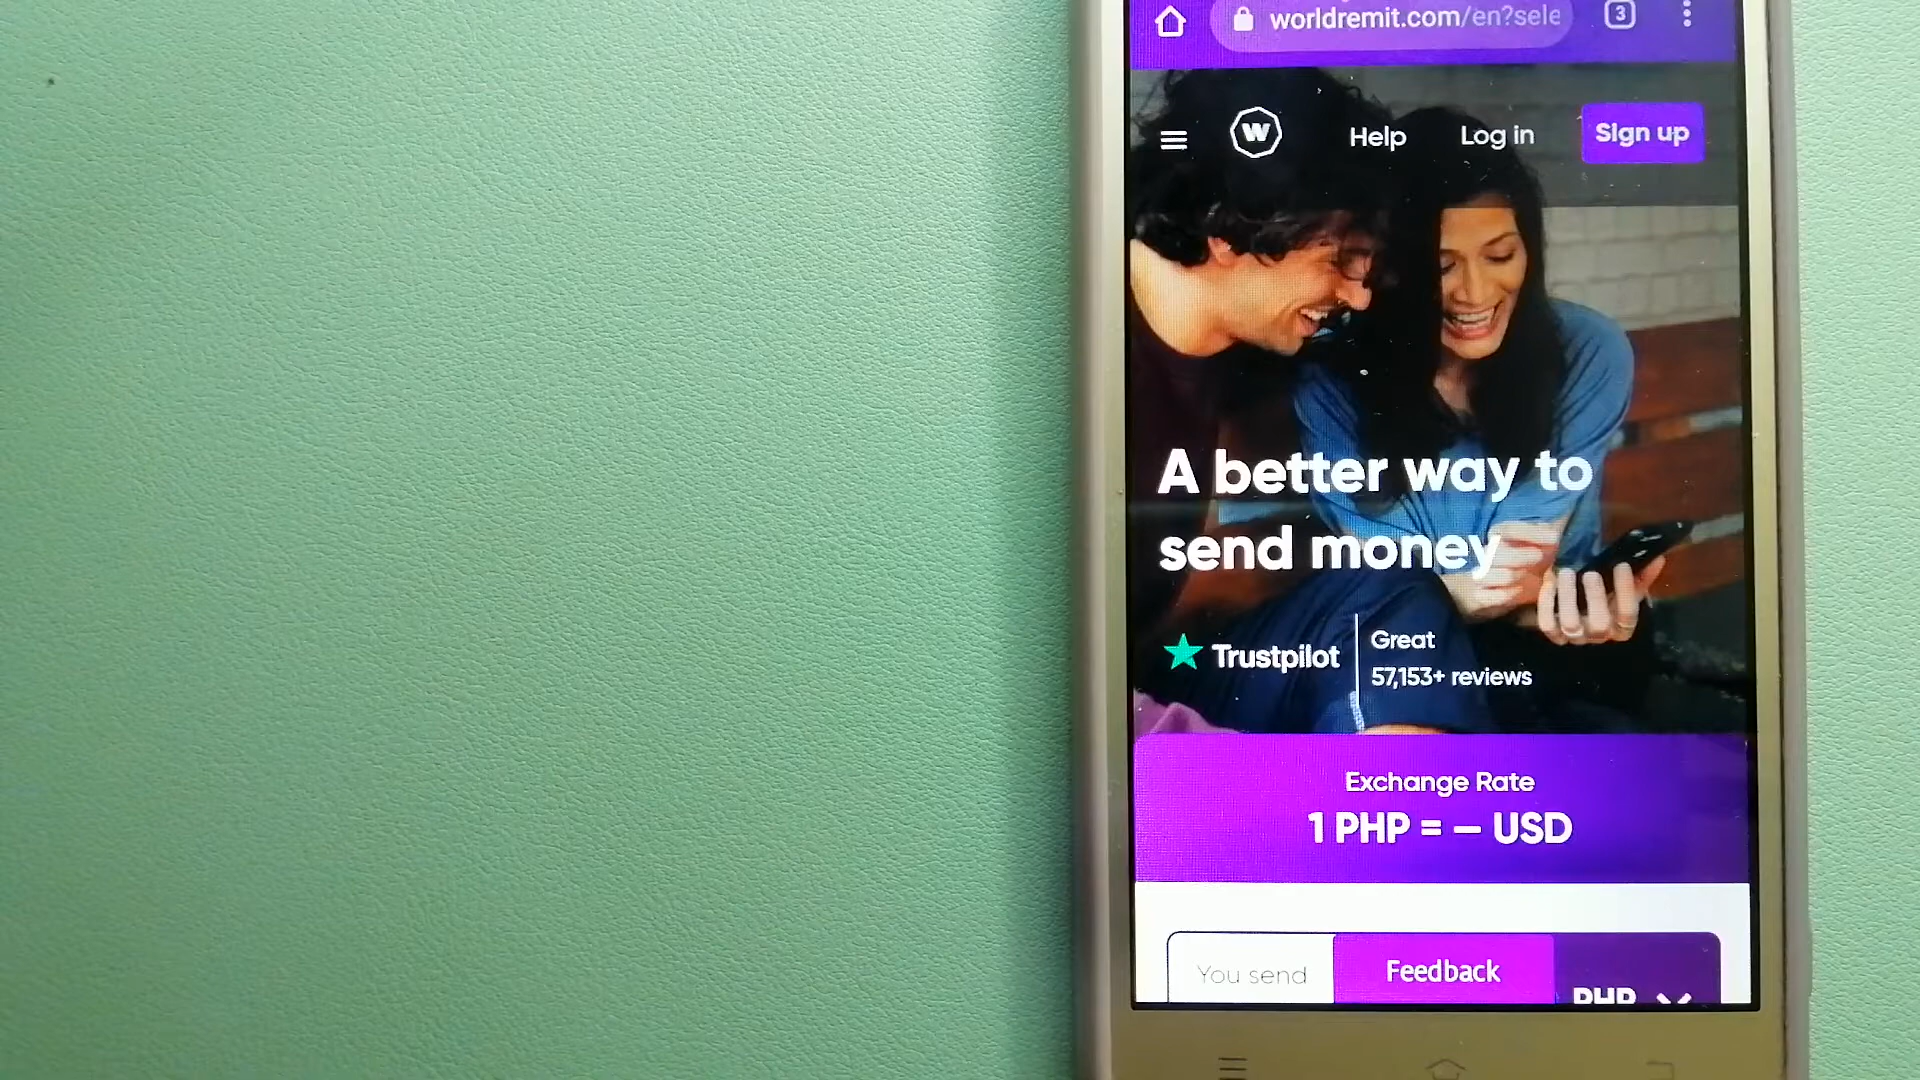 worldremit.com/en?sele
3
W
Help
Log in
Sign up
A better way to
send money
Trustpilot
Great
57,153+ reviews
Exchange Rate
1 PHP = – USD
You send
Feedback
PHP